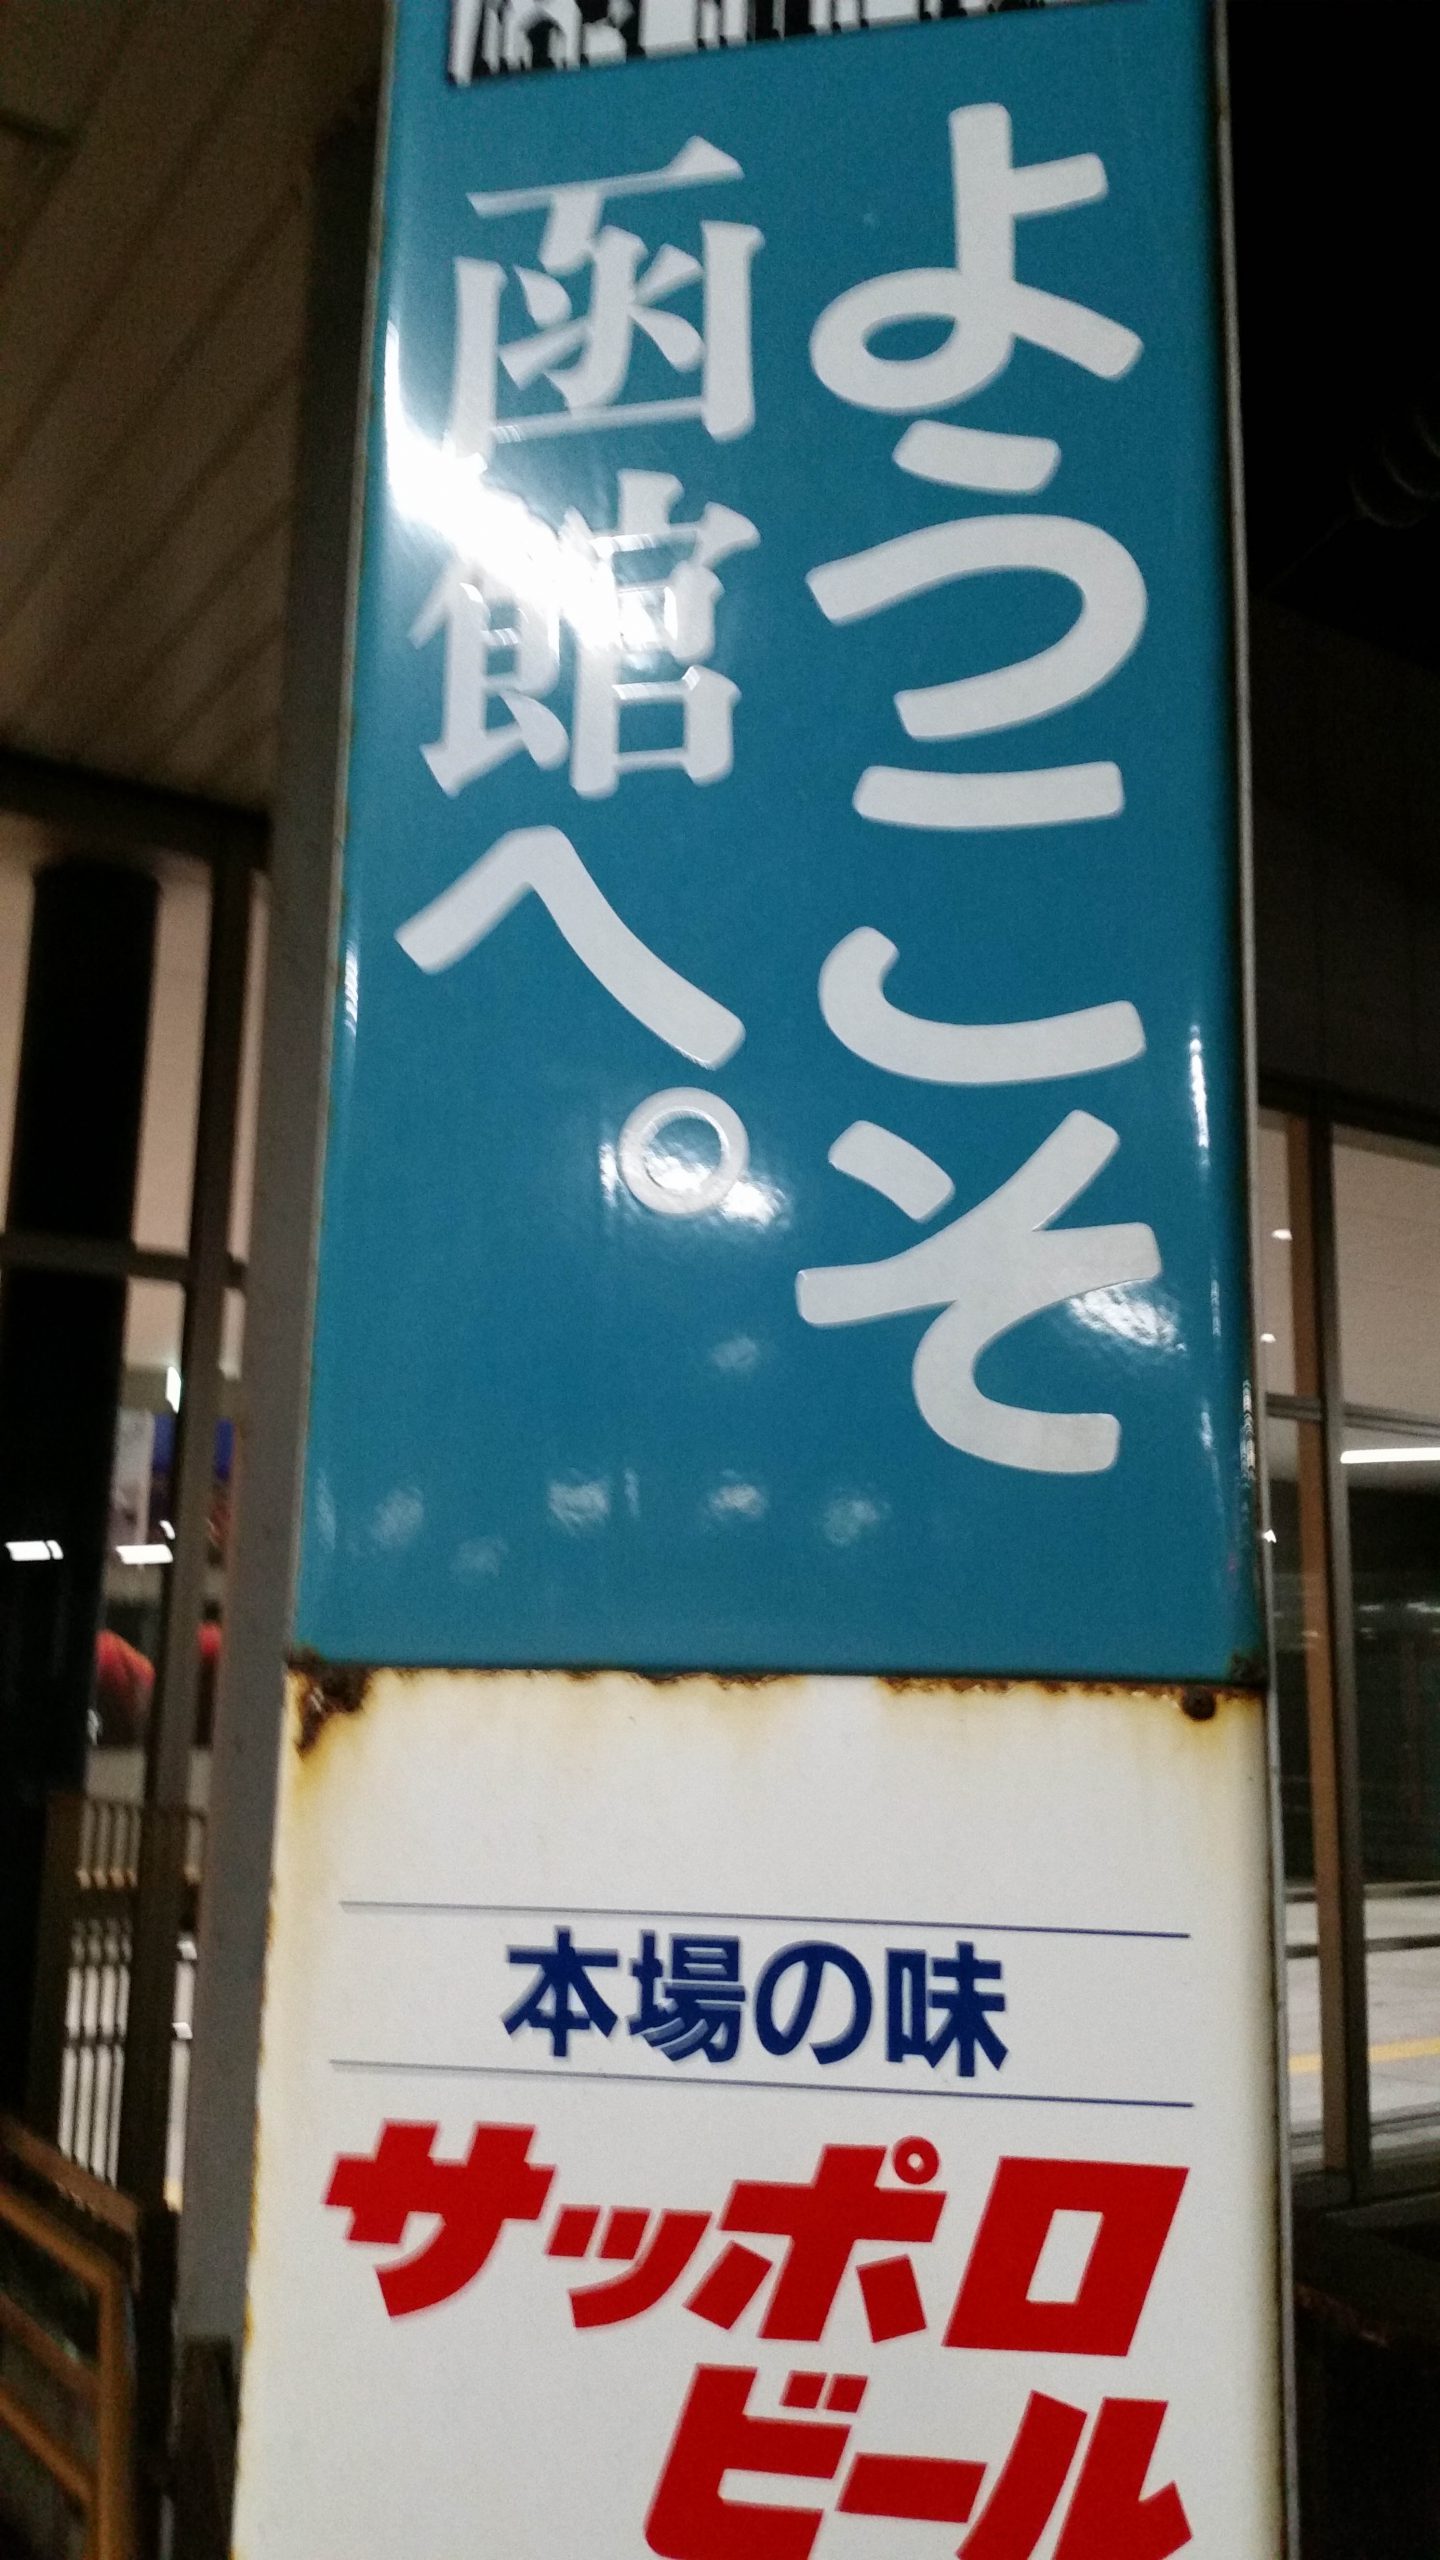 ようこそ
函館へ。
本場の味
サッポロ
ビール